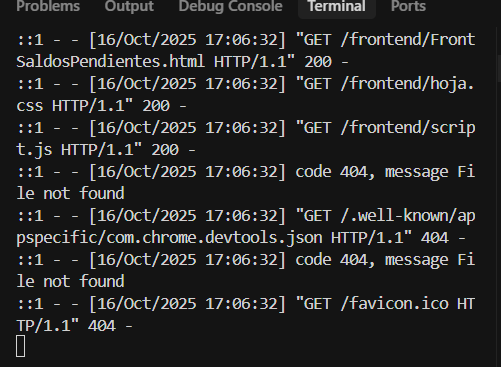 Problems Output Debug Console Terminal Ports
::1 - - [16/Oct/2025 17:06:32] "GET /frontend/Front
SaldosPendientes.html HTTP/1.1" 200 -
::1 - - [16/Oct/2025 17:06:32] "GET /frontend/hoja.
css HTTP/1.1" 200 -
::1 - - [16/Oct/2025 17:06:32] "GET /frontend/scrip
t.js HTTP/1.1" 200 -
::1 - - [16/Oct/2025 17:06:32] code 404, message Fi
le not found
::1 - - [16/Oct/2025 17:06:32] "GET /.well-known/ap
pspecific/com.chrome.devtools.json HTTP/1.1" 404 -
::1 - - [16/Oct/2025 17:06:32] code 404, message Fi
le not found
::1 - - [16/Oct/2025 17:06:32] "GET /favicon.ico HT
TP/1.1" 404 -